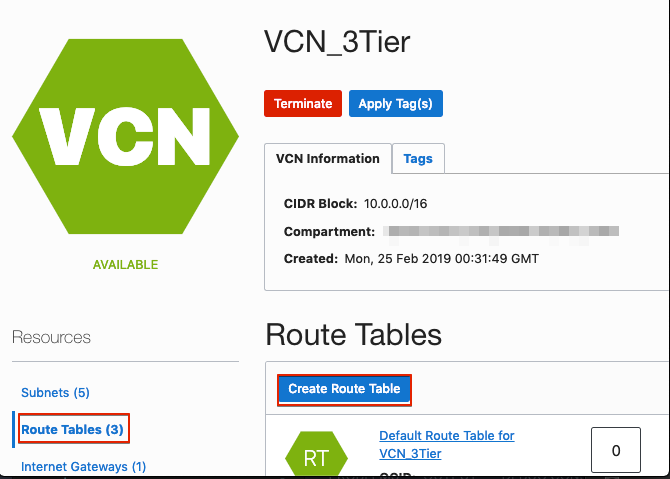 VCN_3Tier
VCN
Terminate
Apply Tag(s)
VCN Information
Tags
CIDR Block: 10.0.0.0/16
Compartment:
Created: Mon, 25 Feb 2019 00:31:49 GMT
AVAILABLE
Resources
Subnets (5)
Route Tables (3)
Internet Gateways (1)
Route Tables
Create Route Table
RT
Default Route Table for
VCN_3Tier
0